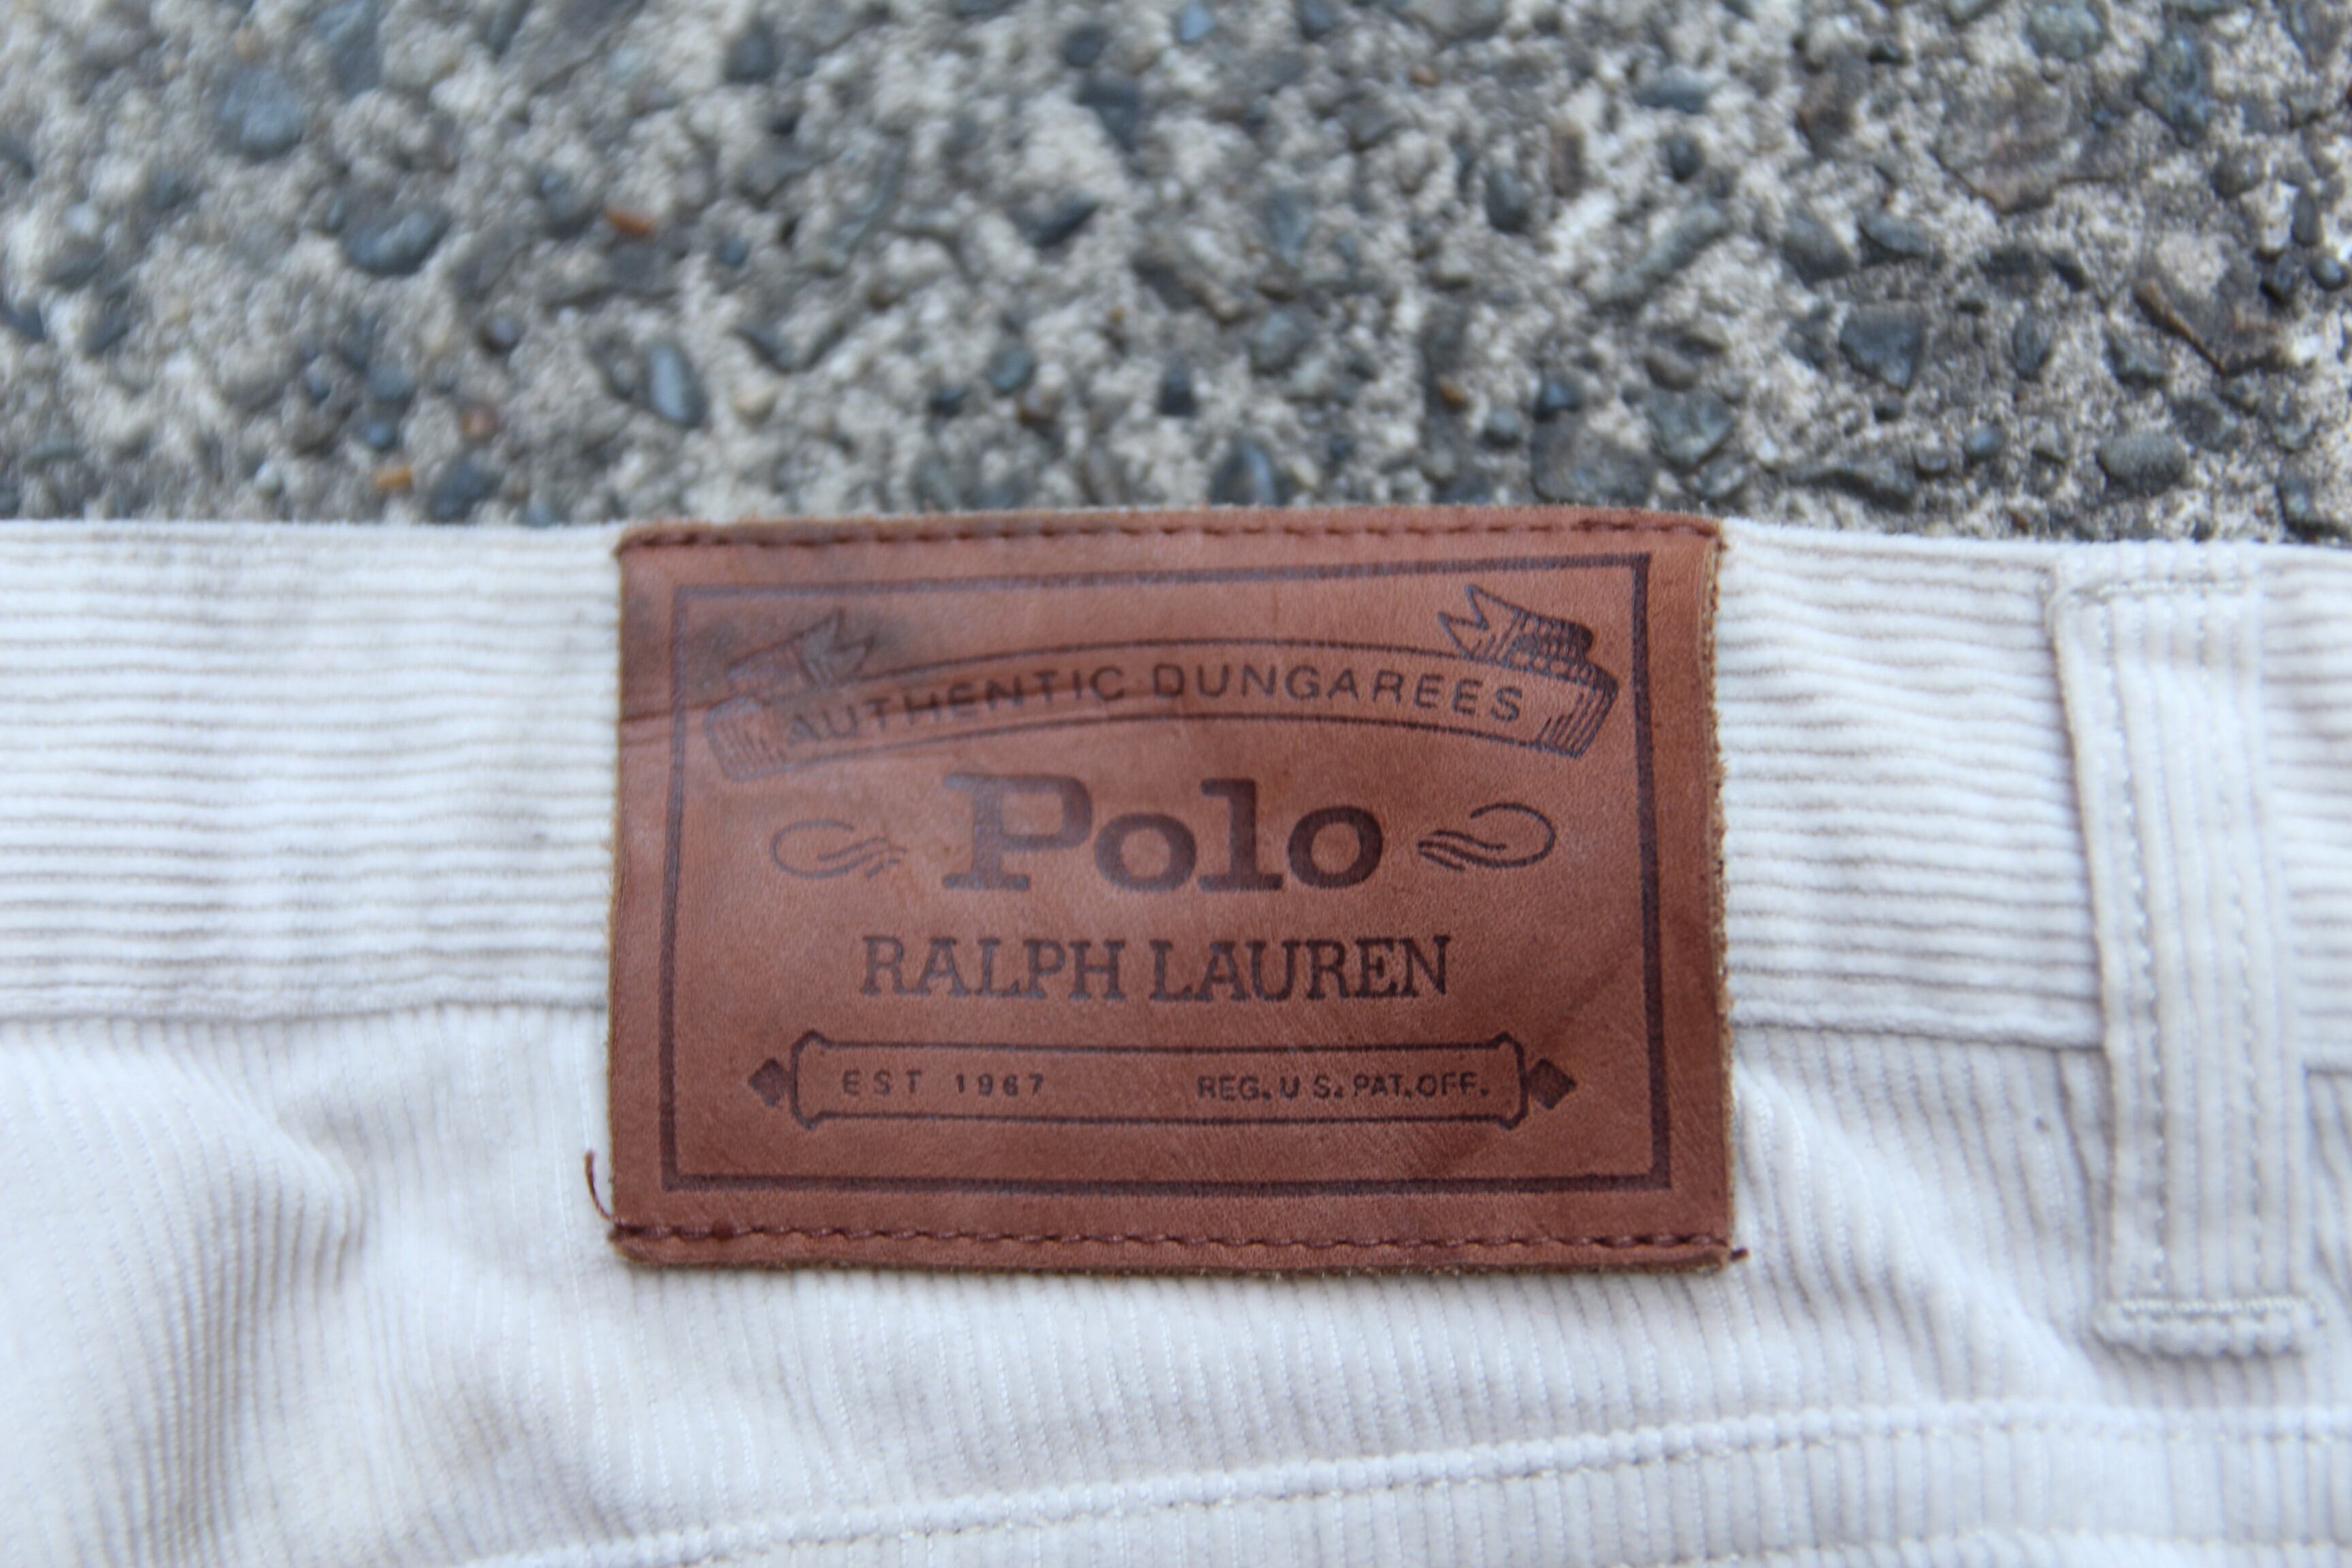 AUTHENTIC DUNGAREES
Polo
RALPH LAUREN
EST 1967 REG. U S. PAT. OFF.